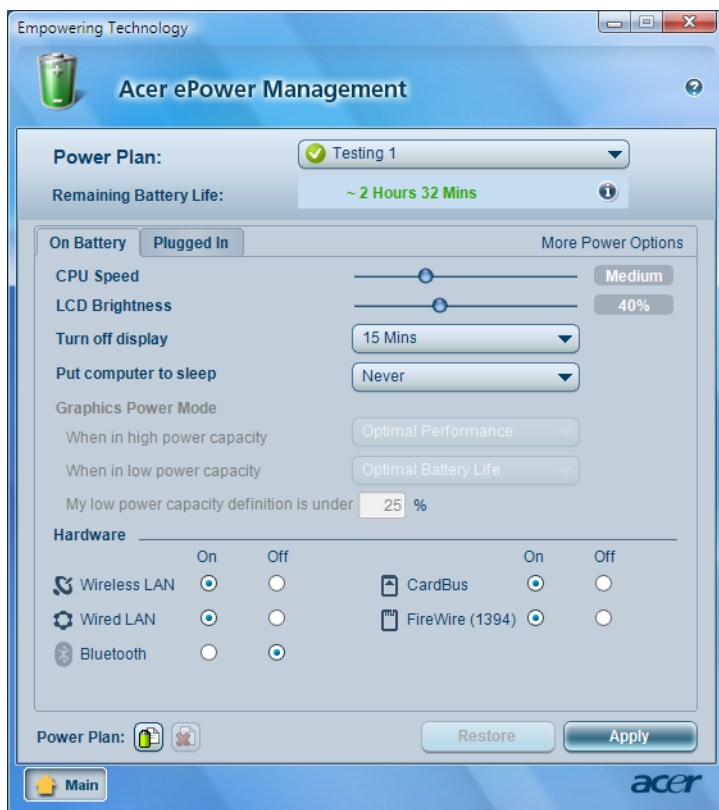 Empowering Technology
Acer ePower Management
Power Plan: Testing 1
Remaining Battery Life: ~ 2 Hours 32 Mins
On Battery Plugged In More Power Options
CPU Speed Medium
LCD Brightness 40%
Turn off display 15 Mins
Put computer to sleep Never
Graphics Power Mode
When in high power capacity Optimal Performance
When in low power capacity Optimal Battery Life
My low power capacity definition is under 25 %
Hardware
On Off On Off
Wireless LAN CardBus
Wired LAN FireWire (1394)
Bluetooth
Power Plan: Restore Apply
Main acer